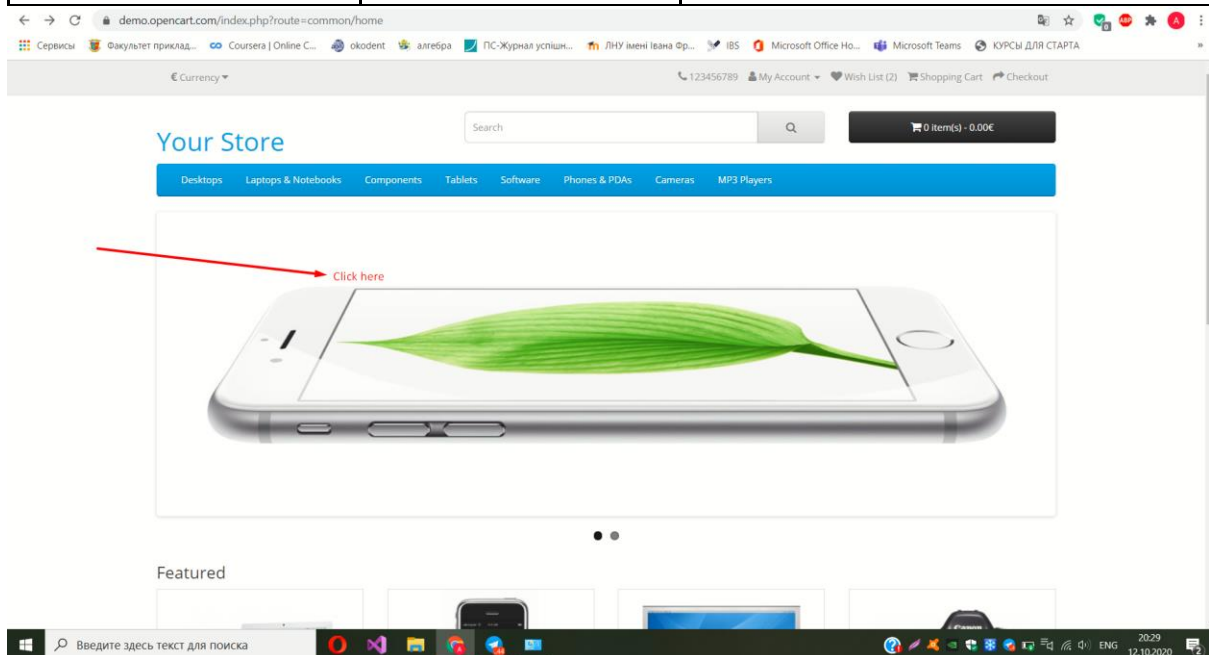 demo.opencart.com/index.php?route=common/home
Сервисы Факультет приклад... Coursera | Online C... okodent алгебра ПС-Журнал успішн... ЛНУ імені Івана Фр... IBS Microsoft Office Ho... Microsoft Teams КУРСЫ ДЛЯ СТАРТА »
€ Currency 123456789 My Account Wish List (2) Shopping Cart Checkout
Your Store Search 0 item(s) - 0.00€
Desktops Laptops & Notebooks Components Tablets Software Phones & PDAs Cameras MP3 Players
Click here
Featured
Canon
Введите здесь текст для поиска ENG 20:29
12.10.2020